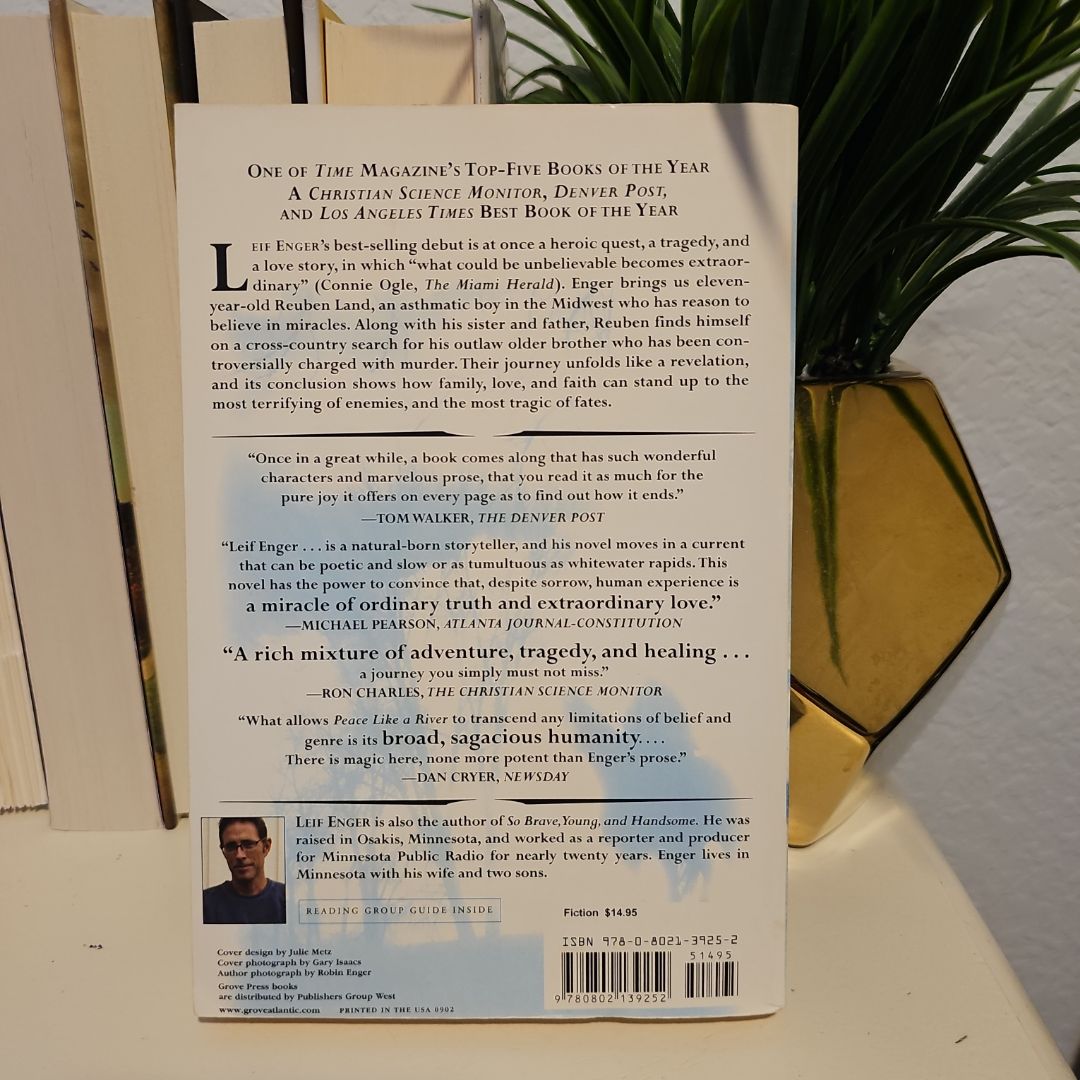 ONE OF TIME MAGAZINE'S TOP-FIVE BOOKS OF THE YEAR
A CHRISTIAN SCIENCE MONITOR, DENVER POST,
AND LOS ANGELES TIMES BEST BOOK OF THE YEAR
LEIF ENGER's best-selling debut is at once a heroic quest, a tragedy, and
a love story, in which “what could be unbelievable becomes extraor-
dinary” (Connie Ogle, The Miami Herald). Enger brings us eleven-
year-old Reuben Land, an asthmatic boy in the Midwest who has reason to
believe in miracles. Along with his sister and father, Reuben finds himself
on a cross-country search for his outlaw older brother who has been con-
troversially charged with murder. Their journey unfolds like a revelation,
and its conclusion shows how family, love, and faith can stand up to the
most terrifying of enemies, and the most tragic of fates.
“Once in a great while, a book comes along that has such wonderful
characters and marvelous prose, that you read it as much for the
pure joy it offers on every page as to find out how it ends.”
—TOM WALKER, THE DENVER POST
“Leif Enger . . . is a natural-born storyteller, and his novel moves in a current
that can be poetic and slow or as tumultuous as whitewater rapids. This
novel has the power to convince that, despite sorrow, human experience is
a miracle of ordinary truth and extraordinary love.”
—MICHAEL PEARSON, ATLANTA JOURNAL-CONSTITUTION
“A rich mixture of adventure, tragedy, and healing . . .
a journey you simply must not miss.”
—RON CHARLES, THE CHRISTIAN SCIENCE MONITOR
“What allows Peace Like a River to transcend any limitations of belief and
genre is its broad, sagacious humanity. . . .
There is magic here, none more potent than Enger's prose.”
—DAN CRYER, NEWSDAY
LEIF ENGER is also the author of So Brave, Young, and Handsome. He was
raised in Osakis, Minnesota, and worked as a reporter and producer
for Minnesota Public Radio for nearly twenty years. Enger lives in
Minnesota with his wife and two sons.
READING GROUP GUIDE INSIDE
Fiction $14.95
ISBN 978-0-8021-3925-2
51495
9 780802 139252
Cover design by Julie Metz
Cover photograph by Gary Isaacs
Author photograph by Robin Enger
Grove Press books
are distributed by Publishers Group West
www.groveatlantic.com PRINTED IN THE USA 0902